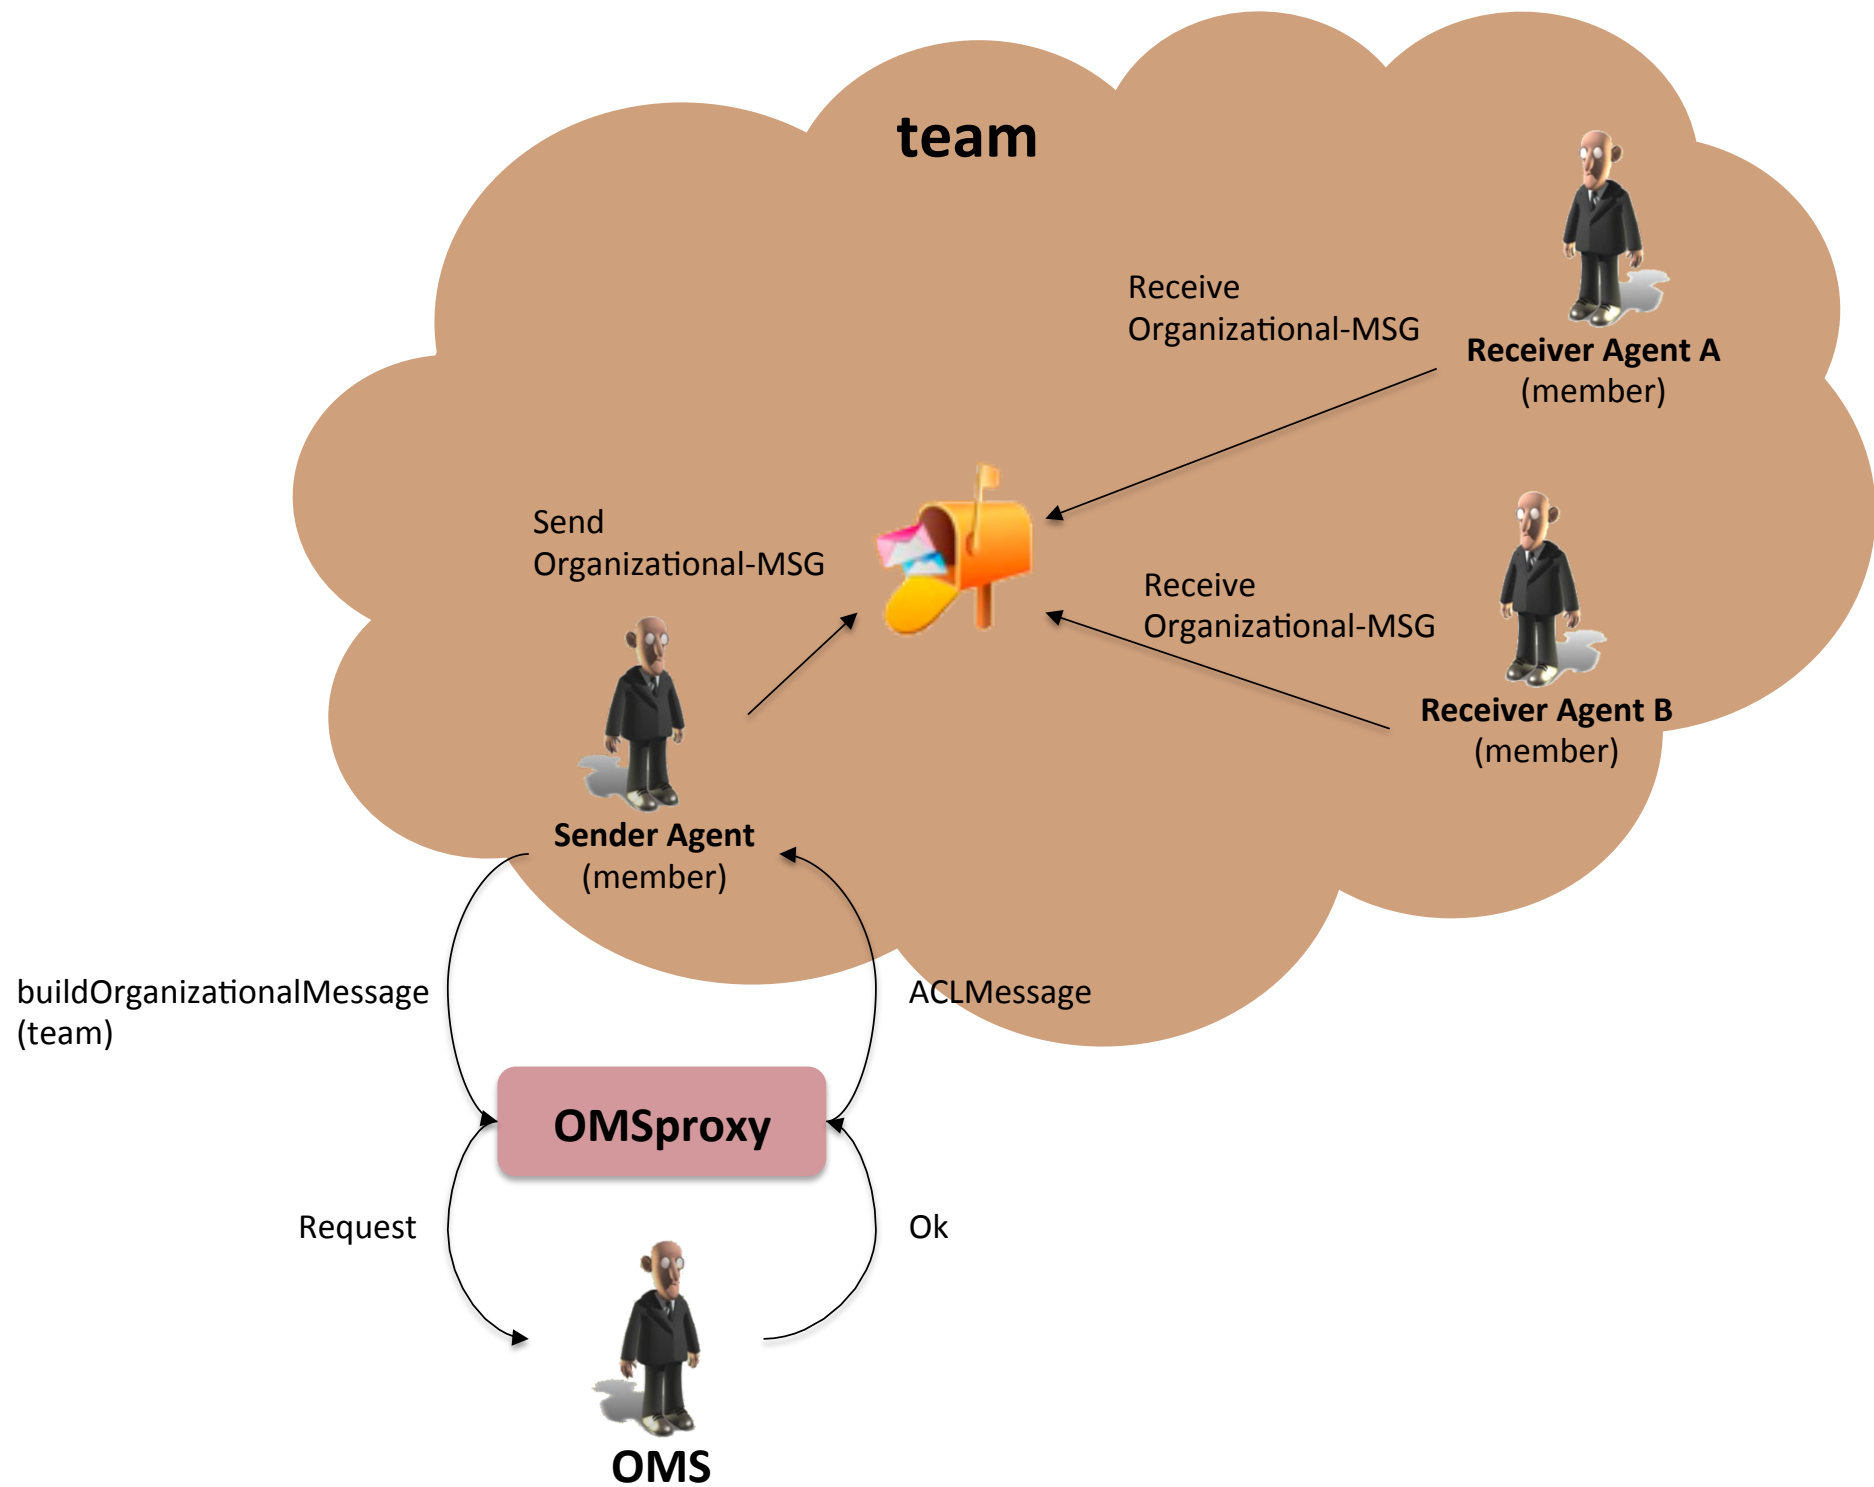 team
Receive
Organizational-MSG
Receiver Agent A
(member)
Send
Organizational-MSG
Receive
Organizational-MSG
Receiver Agent B
(member)
Sender Agent
(member)
buildOrganizationalMessage
(team)
ACLMessage
OMSproxy
Request
Ok
OMS